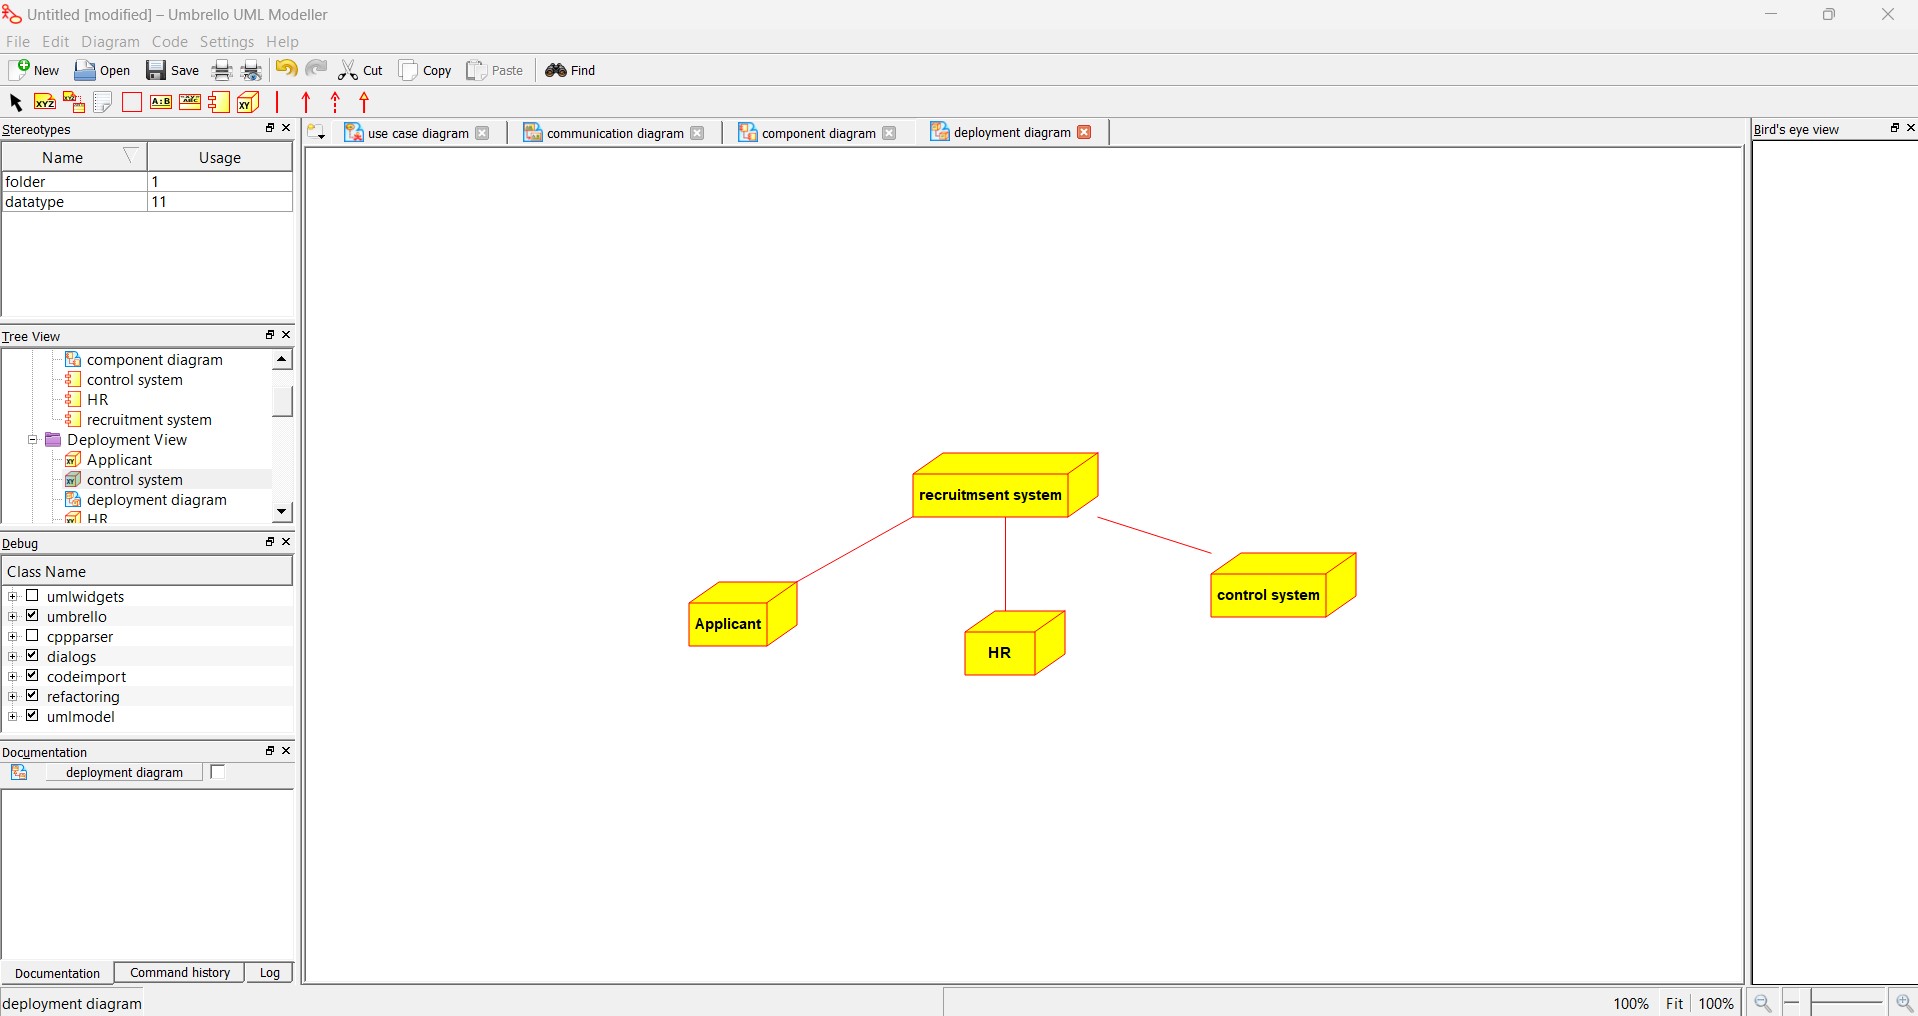 Untitled [modified] – Umbrello UML Modeller
File Edit Diagram Code Settings Help
New Open Save Cut Copy Paste Find
XYZ XYZ A:B ABC XY
Stereotypes
Name Usage
folder 1
datatype 11
Tree View
component diagram
control system
HR
recruitment system
Deployment View
Applicant
control system
deployment diagram
HR
Debug
Class Name
umlwidgets
umbrello
cppparser
dialogs
codeimport
refactoring
umlmodel
Documentation
deployment diagram
Documentation Command history Log
use case diagram communication diagram component diagram deployment diagram
recruitmsent system
Applicant
HR
control system
Bird's eye view
deployment diagram
100% Fit 100%